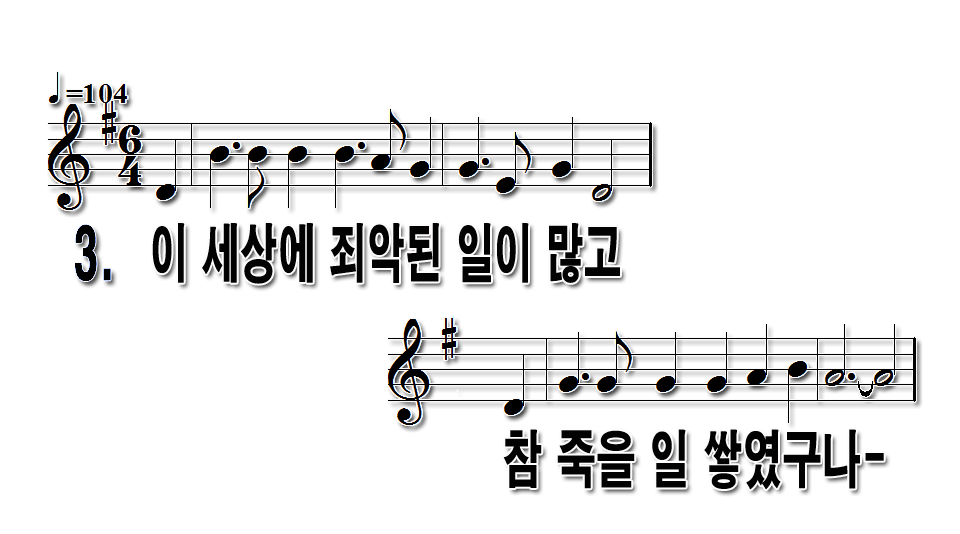 =104
6
4
3. 이 세상에 죄악된 일이 많고
참 죽을 일 쌓였구나-